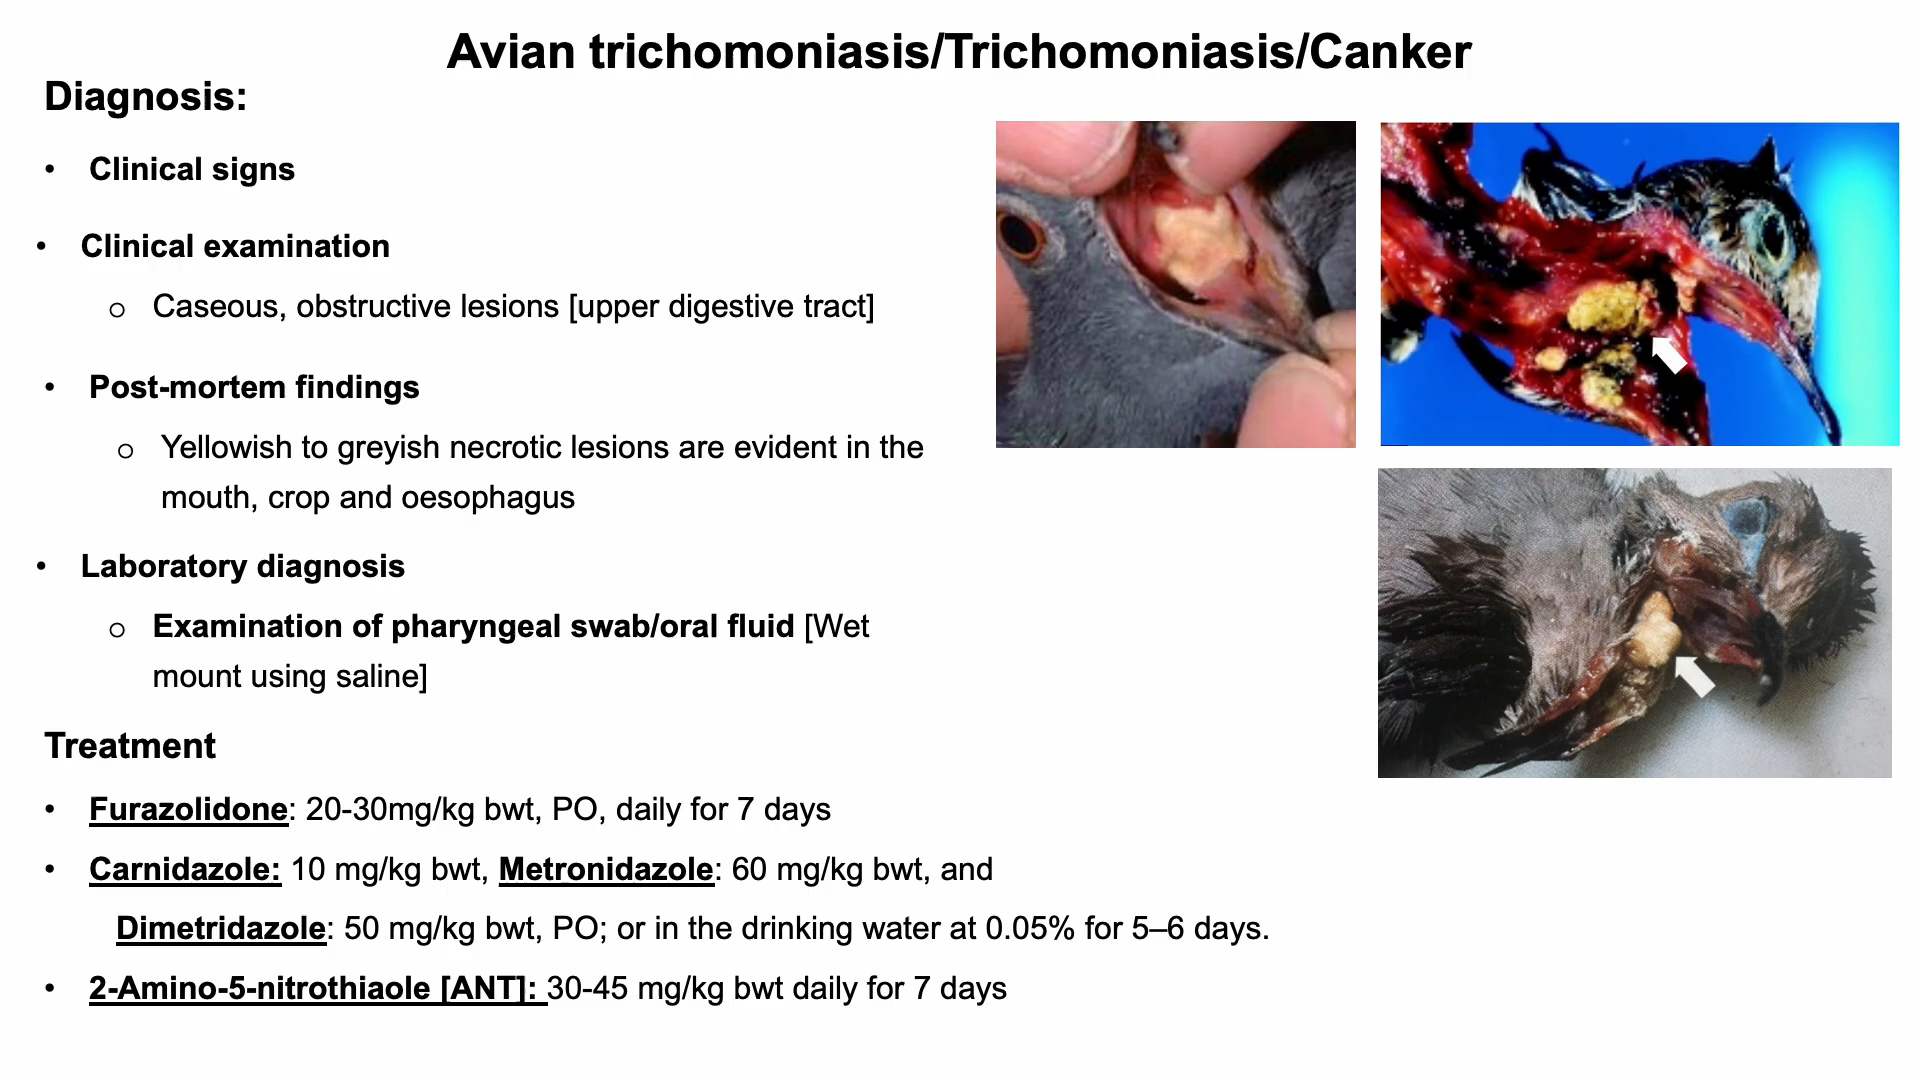 Avian trichomoniasis/Trichomoniasis/Canker
Diagnosis:
• Clinical signs
• Clinical examination
o Caseous, obstructive lesions [upper digestive tract]
• Post-mortem findings
o Yellowish to greyish necrotic lesions are evident in the
mouth, crop and oesophagus
• Laboratory diagnosis
o Examination of pharyngeal swab/oral fluid [Wet
mount using saline]
Treatment
• Furazolidone: 20-30mg/kg bwt, PO, daily for 7 days
• Carnidazole: 10 mg/kg bwt, Metronidazole: 60 mg/kg bwt, and
Dimetridazole: 50 mg/kg bwt, PO; or in the drinking water at 0.05% for 5–6 days.
• 2-Amino-5-nitrothiaole [ANT]: 30-45 mg/kg bwt daily for 7 days